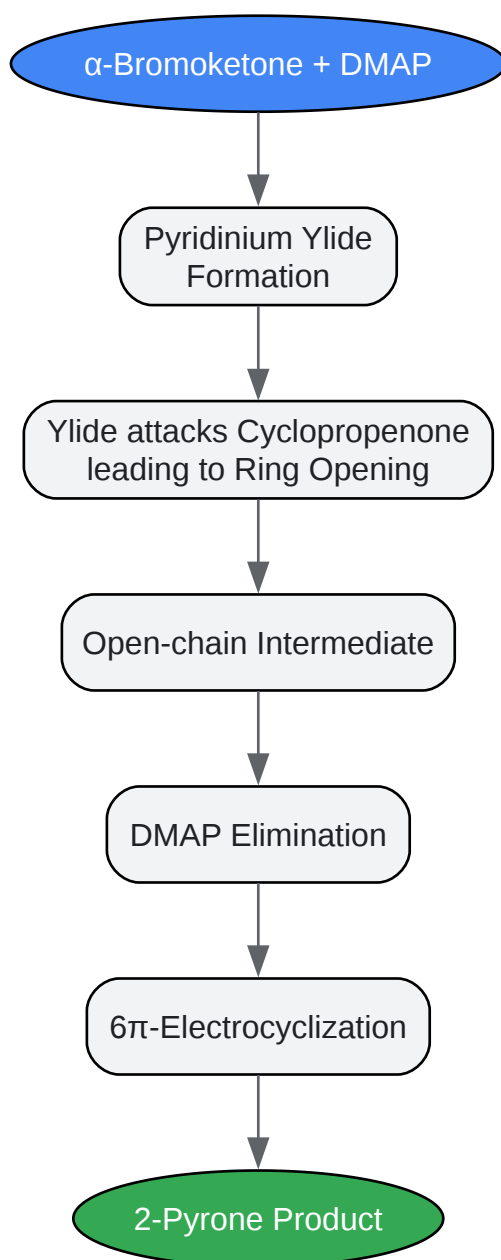 α-Bromoketone + DMAP
Pyridinium Ylide
Formation
Ylide attacks Cyclopropenone
leading to Ring Opening
Open-chain Intermediate
DMAP Elimination
6π-Electrocyclization
2-Pyrone Product